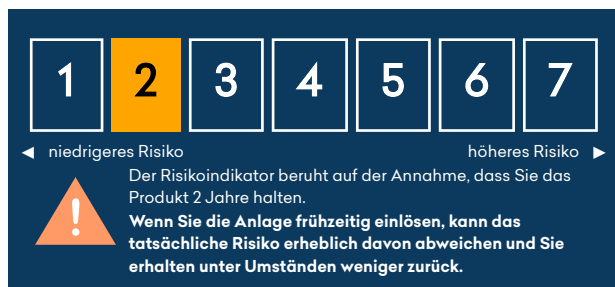 1 2 3 4 5 6 7
◄ niedrigeres Risiko höheres Risiko ►
Der Risikoindikator beruht auf der Annahme, dass Sie das
Produkt 2 Jahre halten.
!
Wenn Sie die Anlage frühzeitig einlösen, kann das
tatsächliche Risiko erheblich davon abweichen und Sie
erhalten unter Umständen weniger zurück.